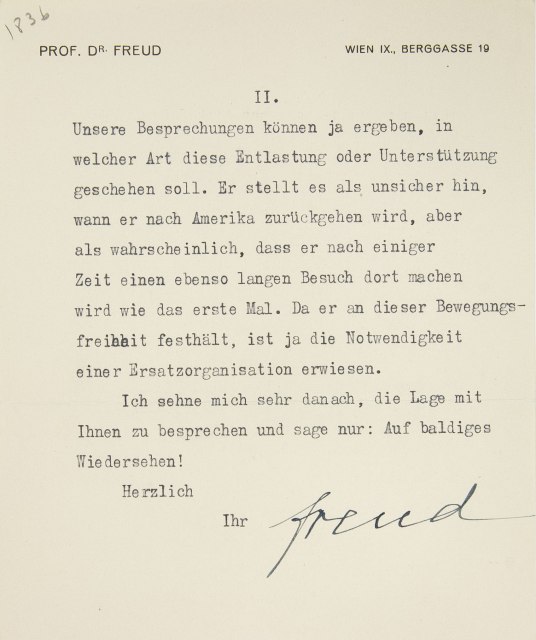 1836
PROF. DR. FREUD
WIEN IX., BERGGASSE 19
II.
Unsere Besprechungen können ja ergeben, in
welcher Art diese Entlastung oder Unterstützung
geschehen soll. Er stellt es als unsicher hin,
wann er nach Amerika zurückgehen wird, aber
als wahrscheinlich, dass er nach einiger
Zeit einen ebenso langen Besuch dort machen
wird wie das erste Mal. Da er an dieser Bewegungs-
freiheit festhält, ist ja die Notwendigkeit
einer Ersatzorganisation erwiesen.
Ich sehne mich sehr danach, die Lage mit
Ihnen zu besprechen und sage nur: Auf baldiges
Wiedersehen!
Herzlich
Ihr freud